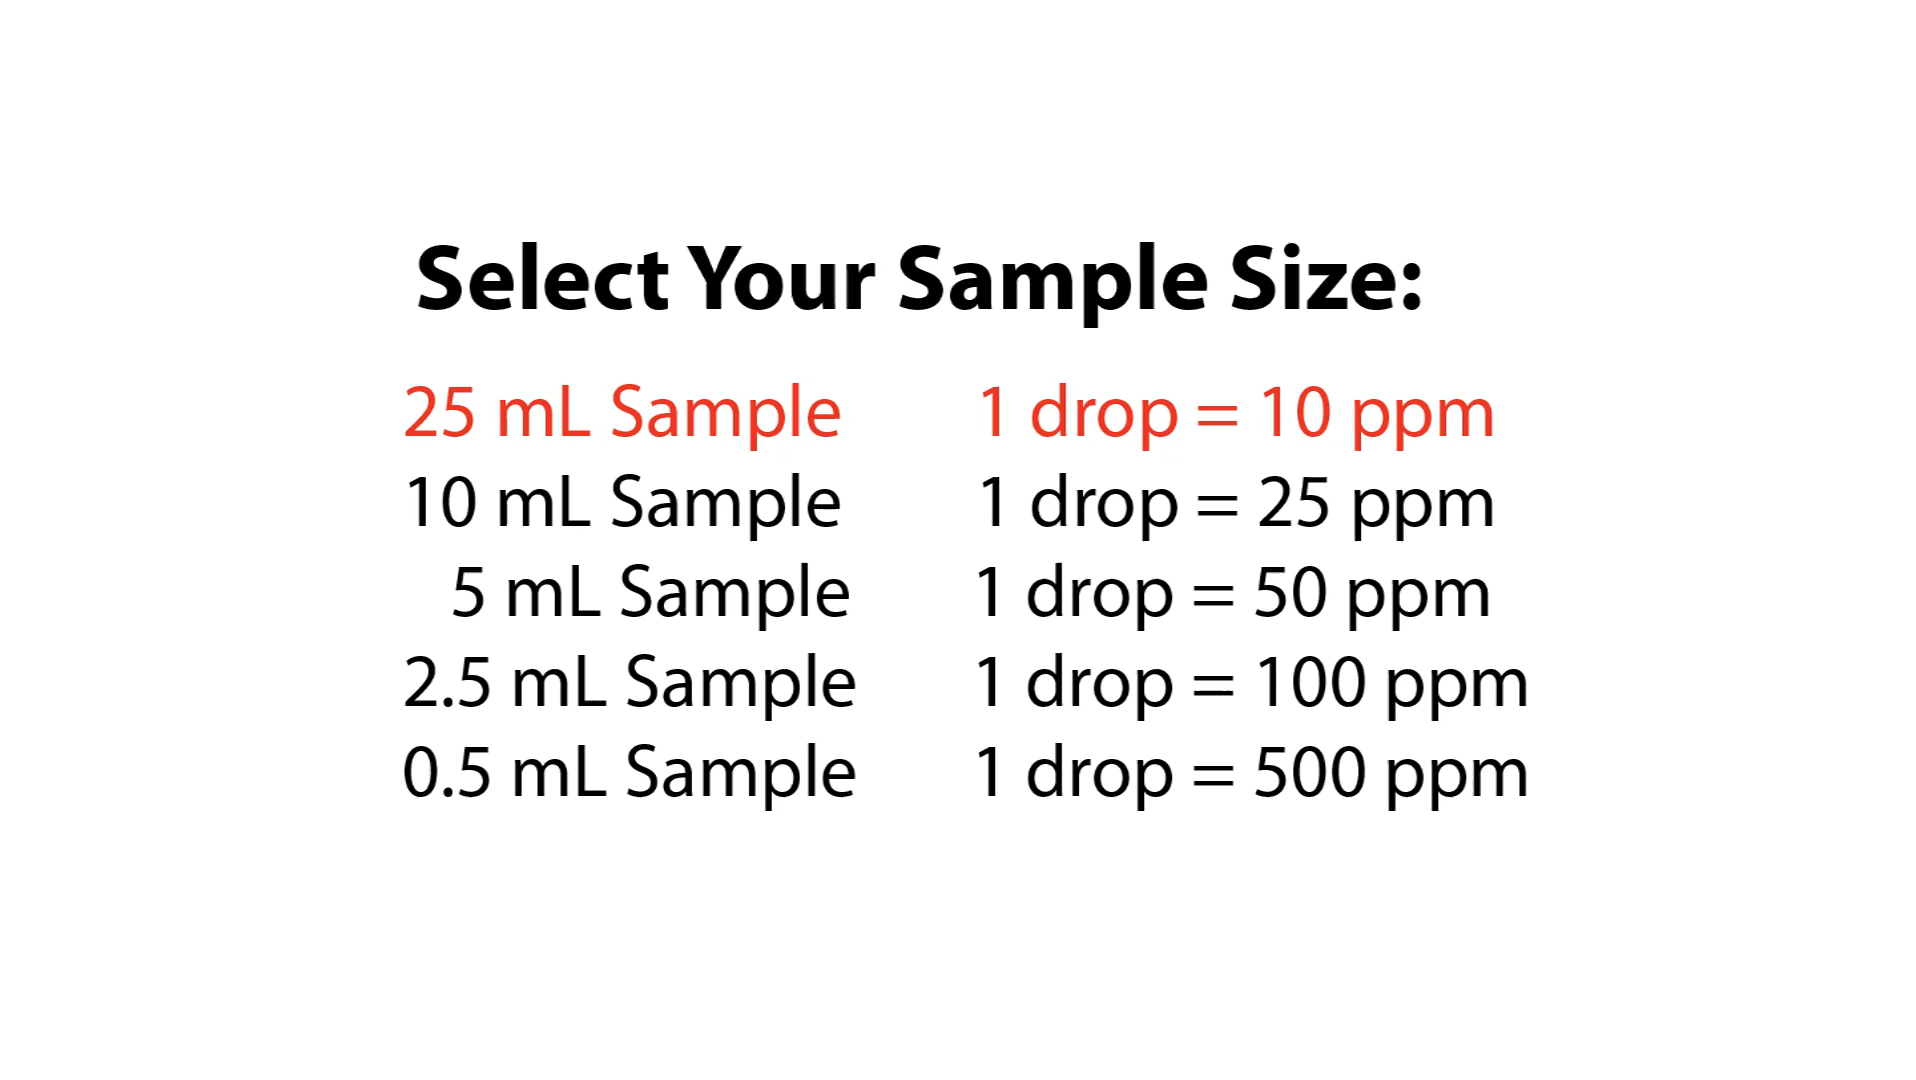 Select Your Sample Size:
25 mL Sample 1 drop = 10 ppm
10 mL Sample 1 drop = 25 ppm
5 mL Sample 1 drop = 50 ppm
2.5 mL Sample 1 drop = 100 ppm
0.5 mL Sample 1 drop = 500 ppm